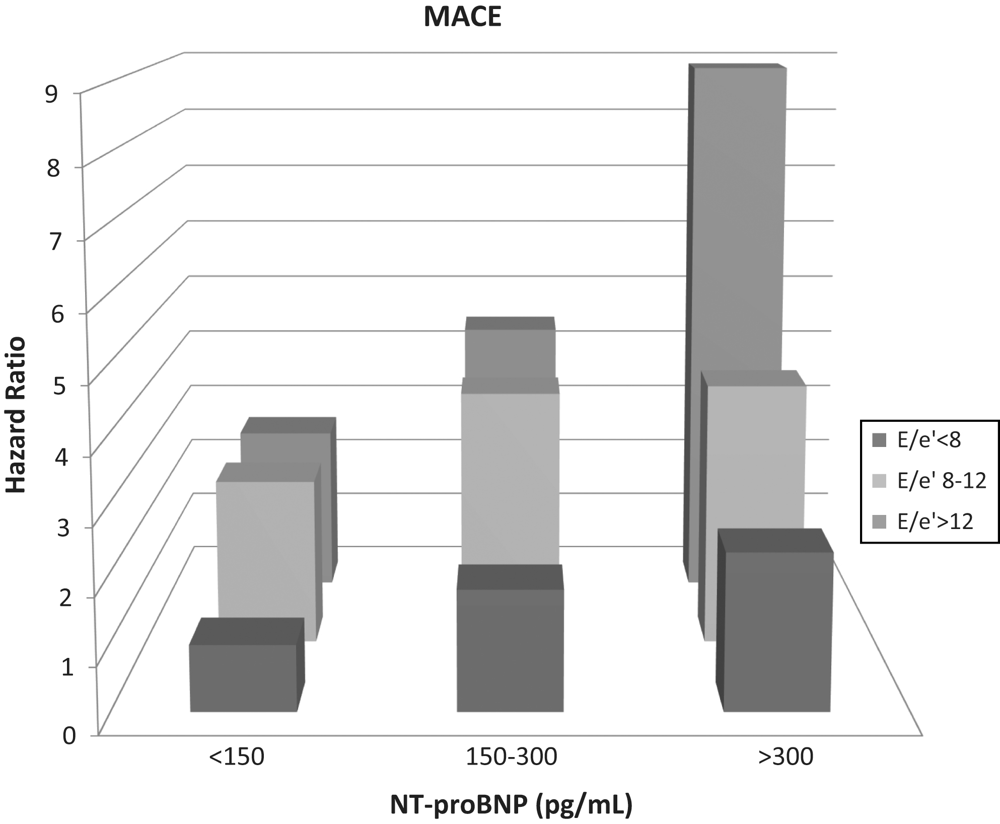 MACE
9
8
7
6
5
4
3
2
1
0
Hazard Ratio
<150
150-300
>300
NT-proBNP (pg/mL)
E/e'<8
E/e' 8-12
E/e'>12